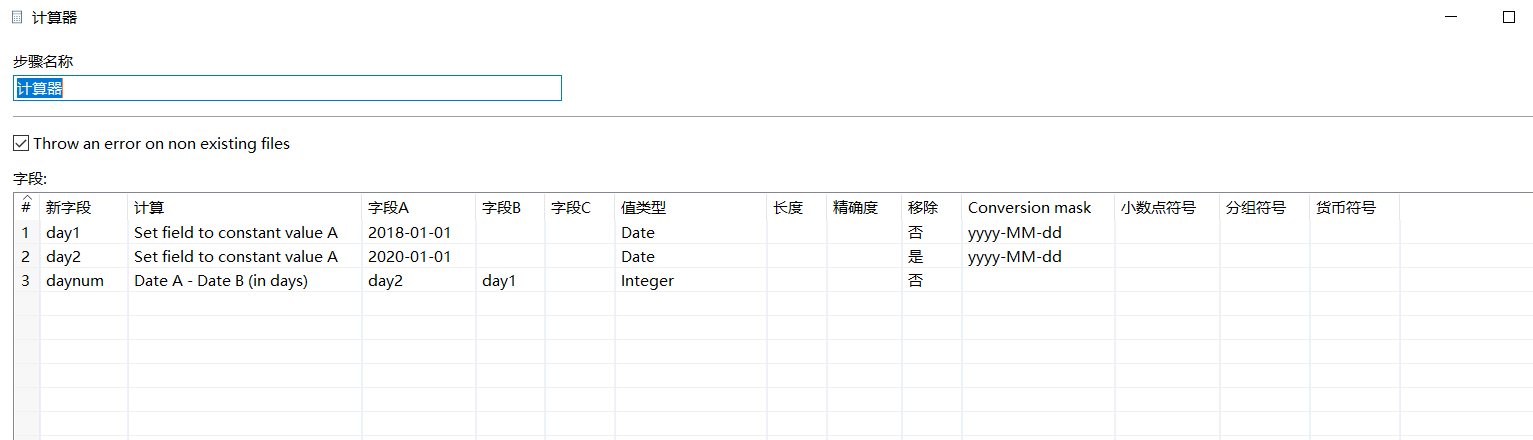 计算器
步骤名称
计算器
Throw an error on non existing files
字段:
# 新字段 计算 字段A 字段B 字段C 值类型 长度 精确度 移除 Conversion mask 小数点符号 分组符号 货币符号
1 day1 Set field to constant value A 2018-01-01 Date 否 yyyy-MM-dd
2 day2 Set field to constant value A 2020-01-01 Date 是 yyyy-MM-dd
3 daynum Date A - Date B (in days) day2 day1 Integer 否